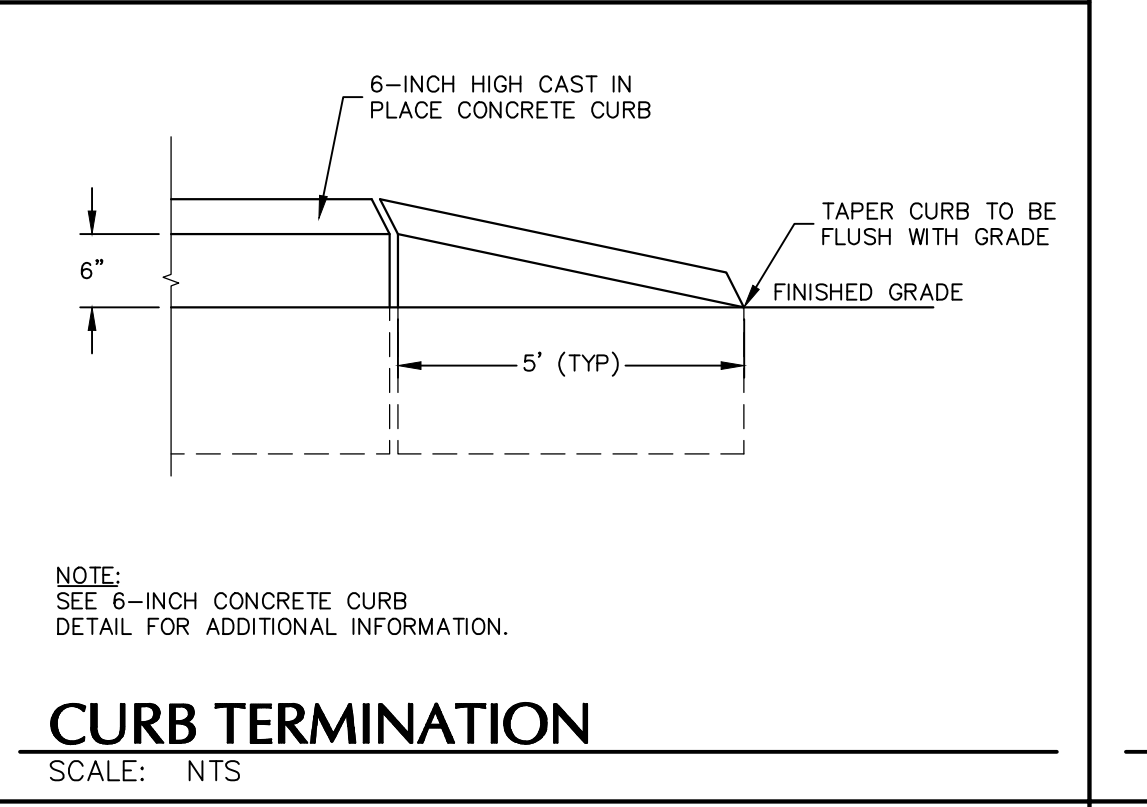 6-INCH HIGH CAST IN
PLACE CONCRETE CURB
TAPER CURB TO BE
FLUSH WITH GRADE
6"
FINISHED GRADE
5' (TYP)
NOTE:
SEE 6-INCH CONCRETE CURB
DETAIL FOR ADDITIONAL INFORMATION.
CURB TERMINATION
SCALE: NTS